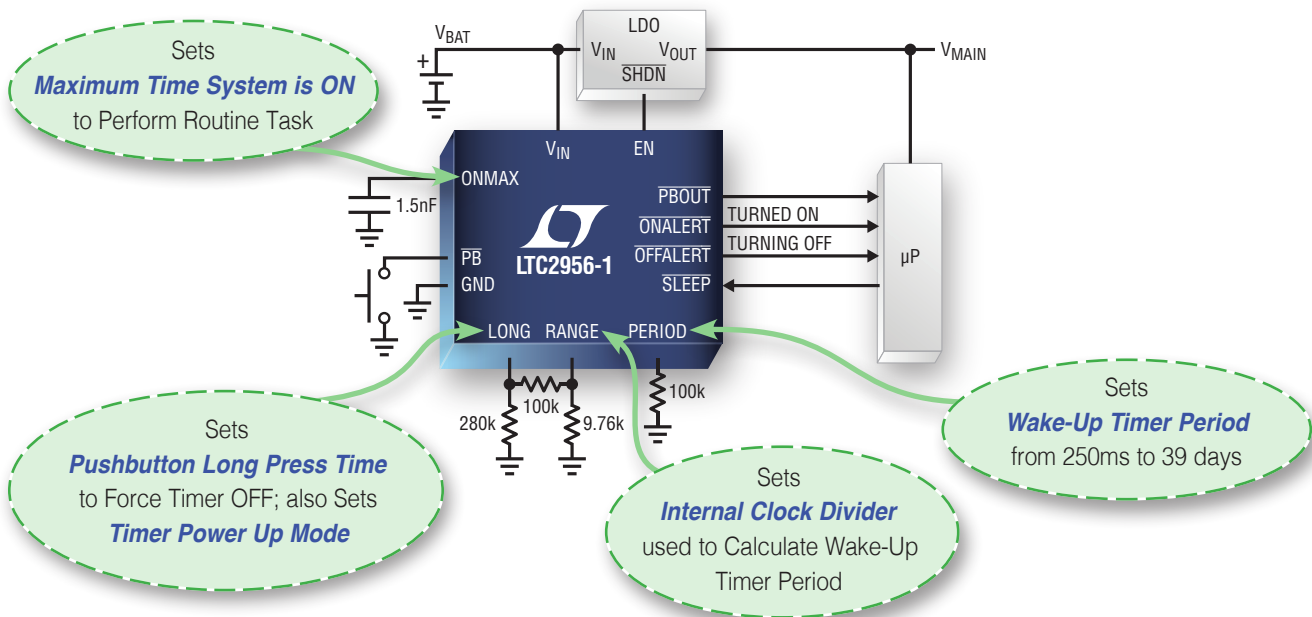 Sets
Maximum Time System is ON
to Perform Routine Task
VBAT
+
LDO
VIN
VOUT
SHDN
VMAIN
VIN
EN
ONMAX
1.5nF
PB
GND
LTC2956-1
PBOUT
ONALERT
OFFALERT
SLEEP
TURNED ON
TURNING OFF
µP
LONG
RANGE
PERIOD
100k
280k
9.76k
100k
Sets
Pushbutton Long Press Time
to Force Timer OFF; also Sets
Timer Power Up Mode
Sets
Internal Clock Divider
used to Calculate Wake-Up
Timer Period
Sets
Wake-Up Timer Period
from 250ms to 39 days